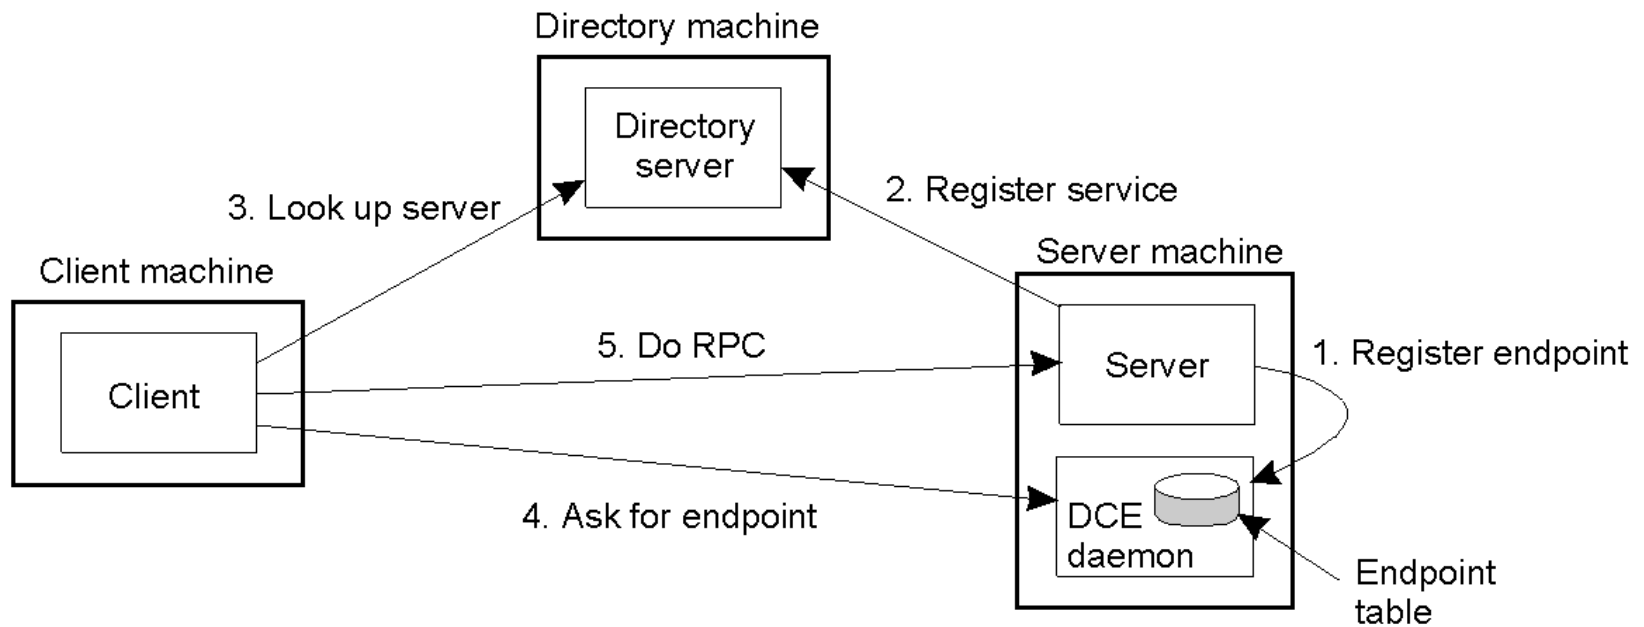 Directory machine
Directory
server
2. Register service
3. Look up server
Server machine
Client machine
5. Do RPC
1. Register endpoint
Server
Client
4. Ask for endpoint
DCE
daemon
Endpoint
table